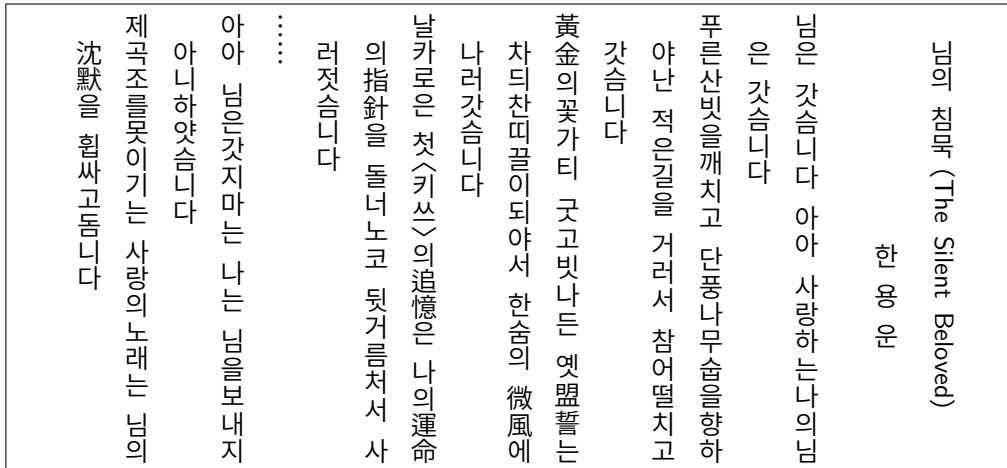 님의 침묵 (The Silent Beloved)
한 용 운
님은 갓슴니다 아아 사랑하는나의님
은 갓슴니다
푸른산빗을깨치고 단풍나무숩을향하
야난 적은길을 거러서 참어떨치고
갓슴니다
黃金의꽃가티 굿고빗나든 옛盟誓는
차듸찬띠끌이되야서 한숨의 微風에
나러갓슴니다
날카로은 첫〈키쓰〉의追憶은 나의運命
의指針을 돌너노코 뒷거름처서 사
러젓슴니다
……
아아 님은갓지마는 나는 님을보내지
아니하얏슴니다
제곡조를못이기는 사랑의노래는 님의
沈默을 휩싸고돔니다